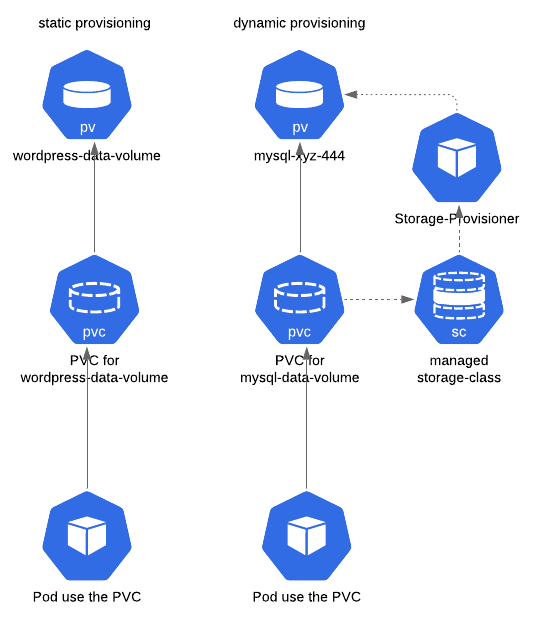 static provisioning
dynamic provisioning
pv
wordpress-data-volume
pv
mysql-xyz-444
Storage-Provisioner
pvc
PVC for
wordpress-data-volume
pvc
PVC for
mysql-data-volume
sc
managed
storage-class
Pod use the PVC
Pod use the PVC